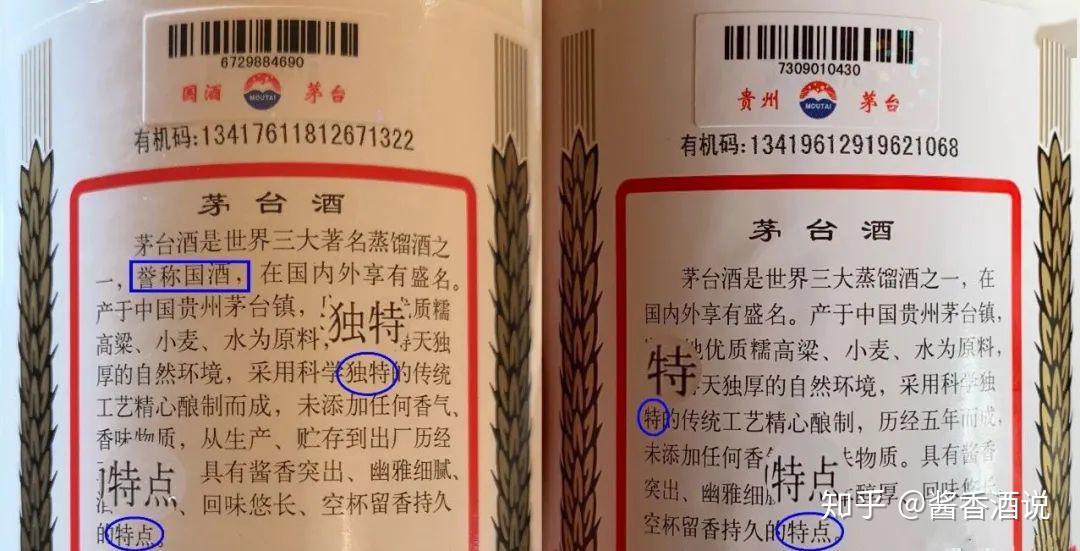 6729884690
国酒 MOUTAI 茅台
有机码:13417611812671322
茅台酒
茅台酒是世界三大著名蒸馏酒之
一,誉称国酒,在国内外享有盛名。
产于中国贵州茅台镇,
质糯
独特
高粱、小麦、水为原料
天独
厚的自然环境,采用科学独特的传统
工艺精心酿制而成,未添加任何香气、
香味物质,从生产、贮存到出厂历经
特点
具有酱香突出、幽雅细腻、
回味悠长、空杯留香持久
的特点。
7309010430
贵州 MOUTAI 茅台
有机码:13419612919621068
茅台酒
茅台酒是世界三大蒸馏酒之一,在
国内外享有盛名。产于中国贵州茅台镇,
地优质糯高粱、小麦、水为原料,
特
天独厚的自然环境,采用科学独
特的传统工艺精心酿制,历经五年而成,
未添加任何香
味物质。具有酱香
特点
突出、幽雅细
醇厚、回味悠长、
空杯留香持久的特点。
知乎 @酱香酒说